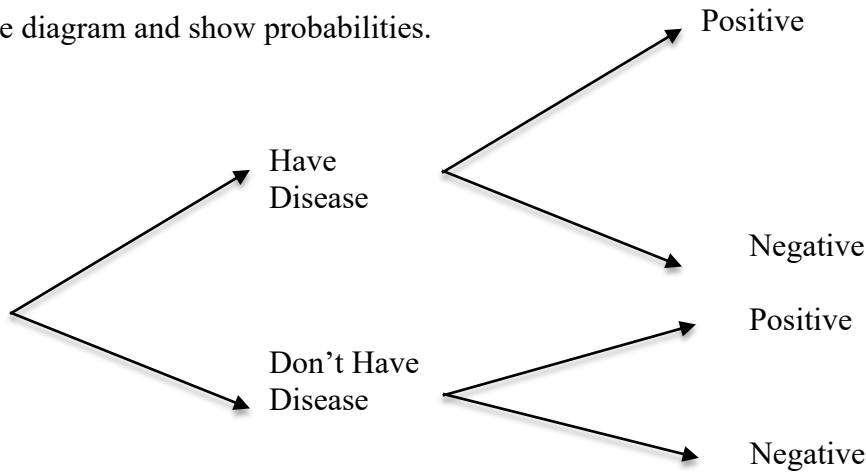 e diagram and show probabilities.
Positive
Have
Disease
Negative
Positive
Don’t Have
Disease
Negative